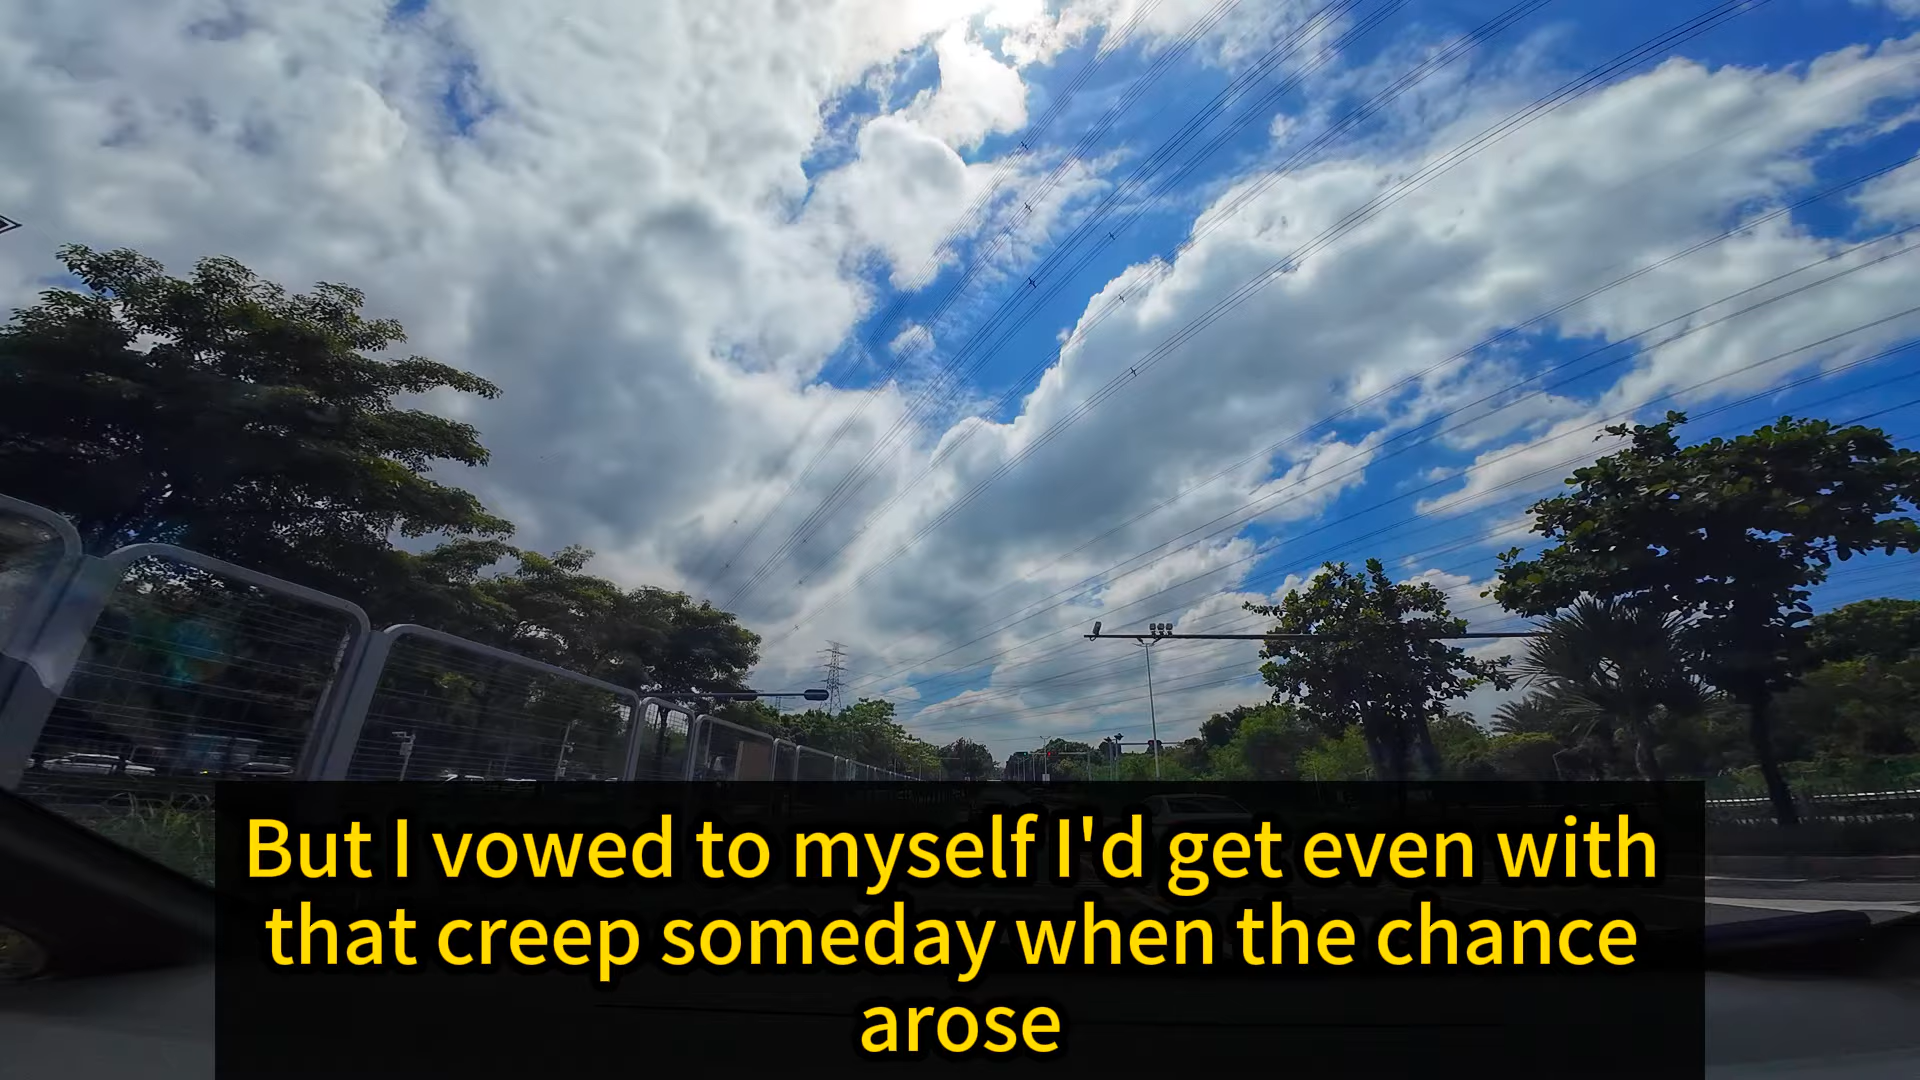 But I vowed to myself I'd get even with
that creep someday when the chance
arose